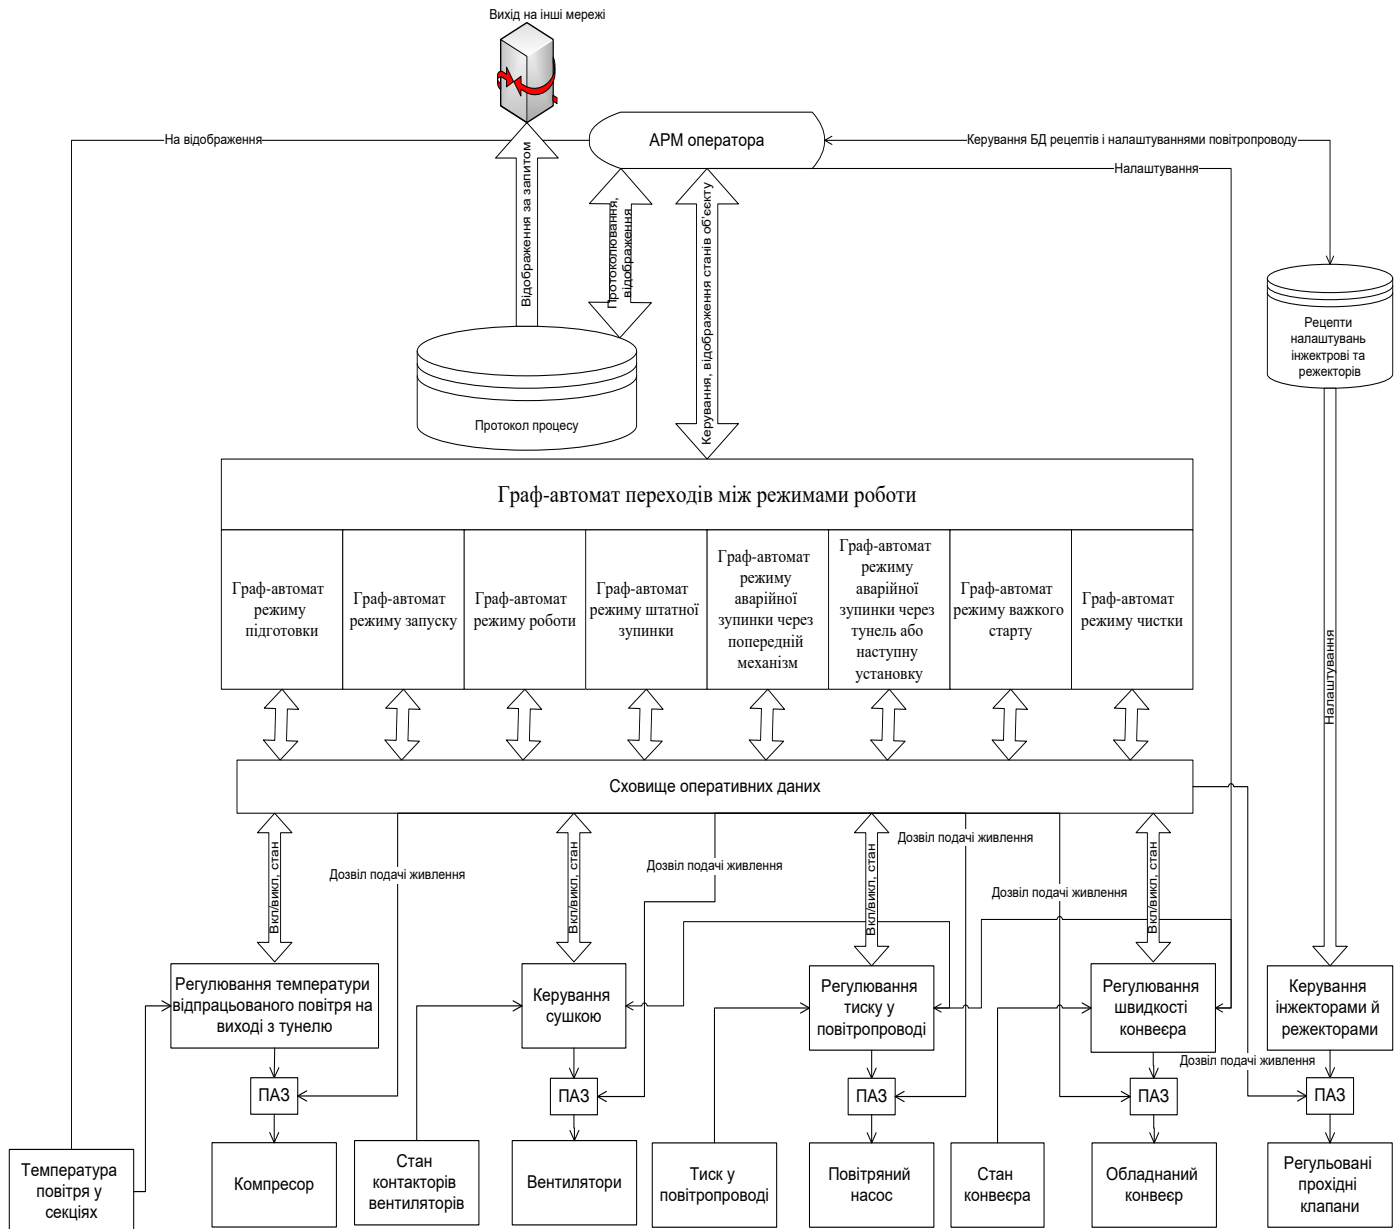 Вихід на інші мережі
На відображення
АРМ оператора
Керування БД рецептів і налаштуваннями повітропроводу
Налаштування
Відображення за запитом
Протоколювання,
відображення
Керування, відображення станів об'єєкту
Рецепти
налаштувань
інжектрові та
режекторів
Протокол процесу
Налаштування
Граф-автомат переходів між режимами роботи
Граф-автомат
режиму
підготовки
Граф-автомат
режиму запуску
Граф-автомат
режиму роботи
Граф-автомат
режиму штатної
зупинки
Граф-автомат
режиму
аварійної
зупинки через
попередній
механізм
Граф-автомат
режиму
аварійної
зупинки через
тунель або
наступну
установку
Граф-автомат
режиму важкого
старту
Граф-автомат
режиму чистки
Сховище оперативних даних
Вкл/викл, стан
Дозвіл подачі живлення
Вкл/викл, стан
Дозвіл подачі живлення
Вкл/викл, стан
Дозвіл подачі живлення
Дозвіл подачі живлення
Вкл/викл, стан
Регулювання температури
відпрацьованого повітря на
виході з тунелю
Керування
сушкою
Регулювання
тиску у
повітропроводі
Регулювання
швидкості
конвеєра
Керування
інжекторами й
режекторами
Дозвіл подачі живлення
ПАЗ
ПАЗ
ПАЗ
ПАЗ
ПАЗ
Температура
повітря у
секціях
Компресор
Стан
контакторів
вентиляторів
Вентилятори
Тиск у
повітропроводі
Повітряний
насос
Стан
конвеєра
Обладнаний
конвеєр
Регульовані
прохідні
клапани